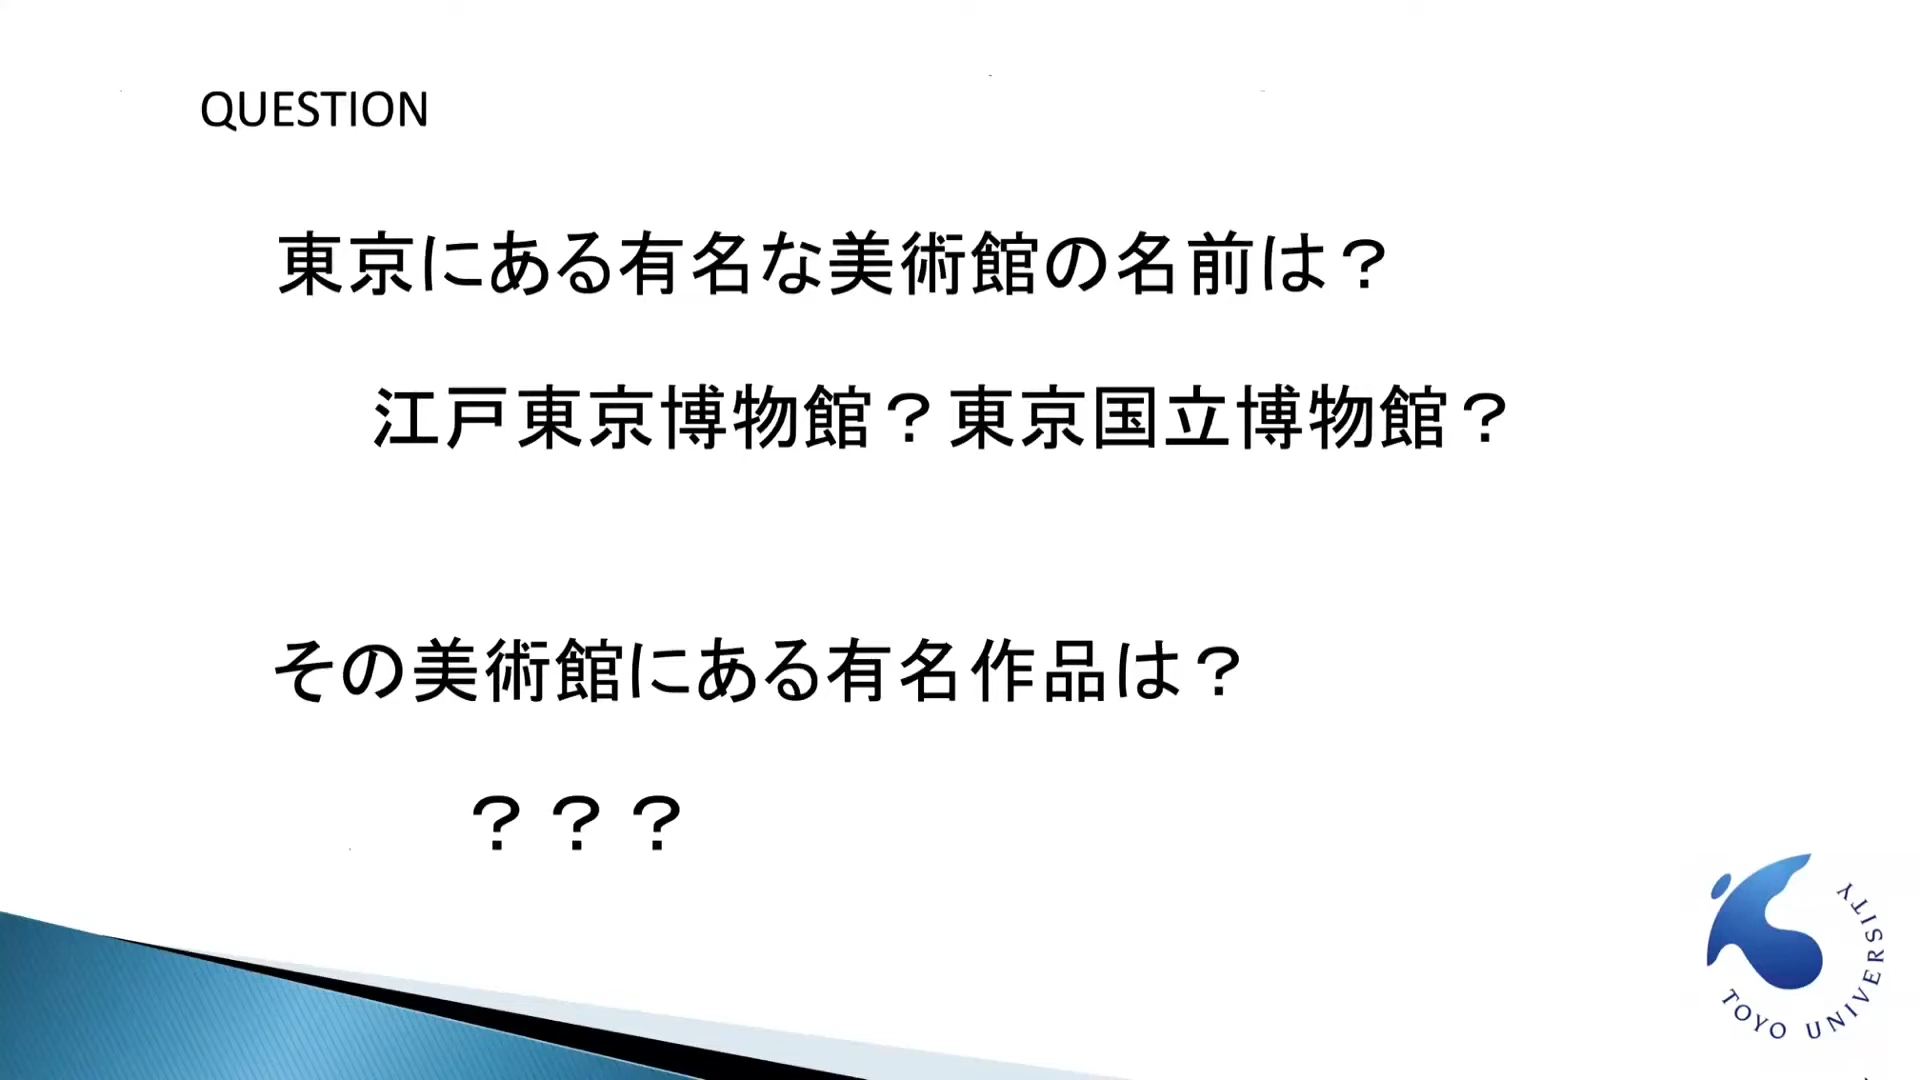 QUESTION
東京にある有名な美術館の名前は？
江戸東京博物館？東京国立博物館？
その美術館にある有名作品は？
？？？
TOYO UNIVERSITY